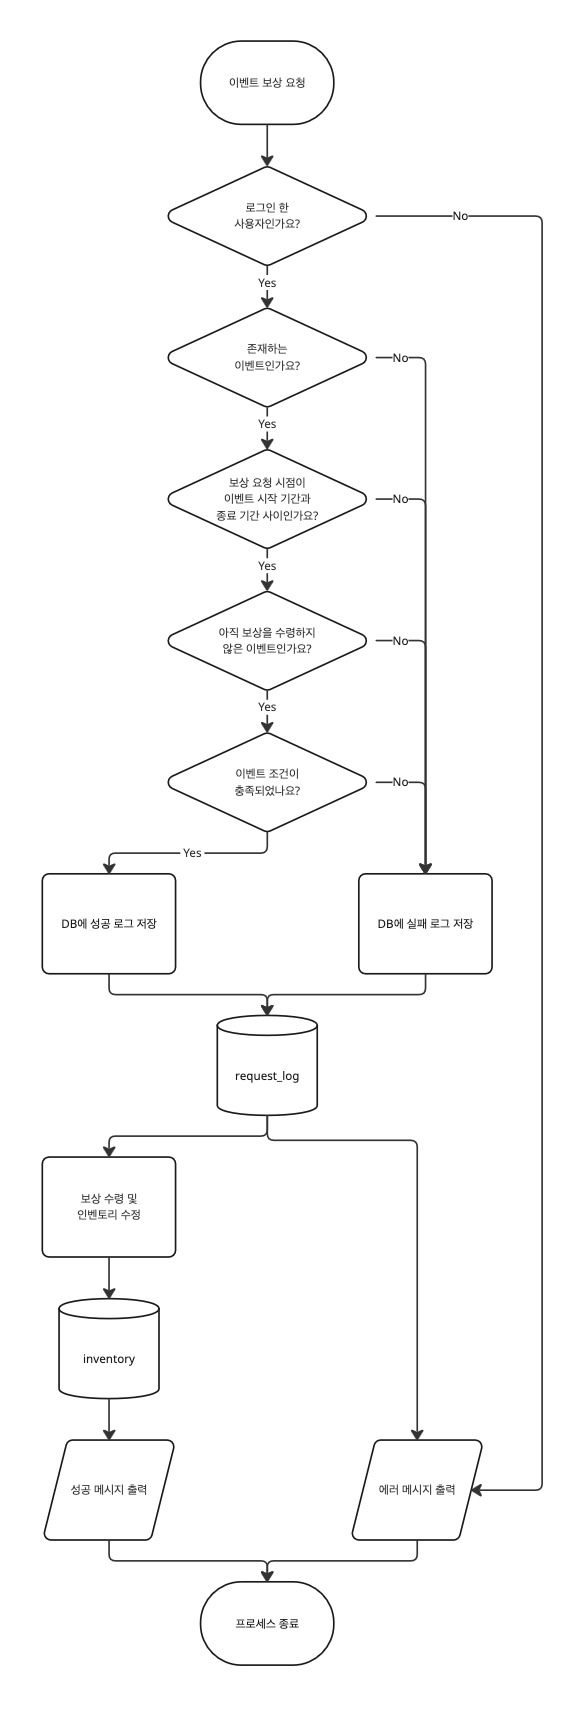 이벤트 보상 요청
로그인 한
사용자인가요?
No
Yes
존재하는
이벤트인가요?
No
Yes
보상 요청 시점이
이벤트 시작 기간과
종료 기간 사이인가요?
No
Yes
아직 보상을 수령하지
않은 이벤트인가요?
No
Yes
이벤트 조건이
충족되었나요?
No
Yes
DB에 성공 로그 저장
DB에 실패 로그 저장
request_log
보상 수령 및
인벤토리 수정
inventory
성공 메시지 출력
에러 메시지 출력
프로세스 종료